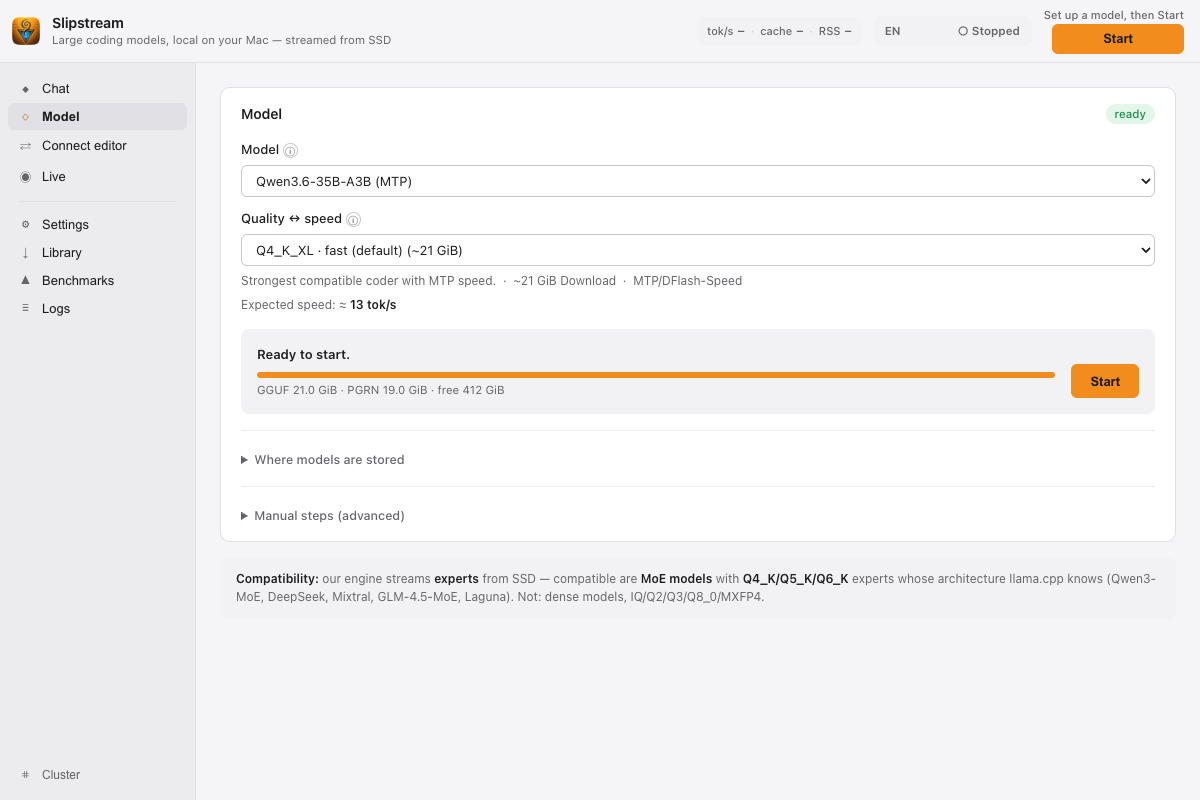 Slipstream
Large coding models, local on your Mac — streamed from SSD
tok/s – · cache – · RSS –
EN
Stopped
Set up a model, then Start
Start
Chat
Model
Connect editor
Live
Settings
Library
Benchmarks
Logs
Cluster
Model
ready
Model
Qwen3.6-35B-A3B (MTP)
Quality ↔ speed
Q4_K_XL · fast (default) (~21 GiB)
Strongest compatible coder with MTP speed. · ~21 GiB Download · MTP/DFlash-Speed
Expected speed: ≈ 13 tok/s
Ready to start.
GGUF 21.0 GiB · PGRN 19.0 GiB · free 412 GiB
Start
Where models are stored
Manual steps (advanced)
Compatibility: our engine streams experts from SSD — compatible are MoE models with Q4_K/Q5_K/Q6_K experts whose architecture llama.cpp knows (Qwen3-
MoE, DeepSeek, Mixtral, GLM-4.5-MoE, Laguna). Not: dense models, IQ/Q2/Q3/Q8_0/MXFP4.